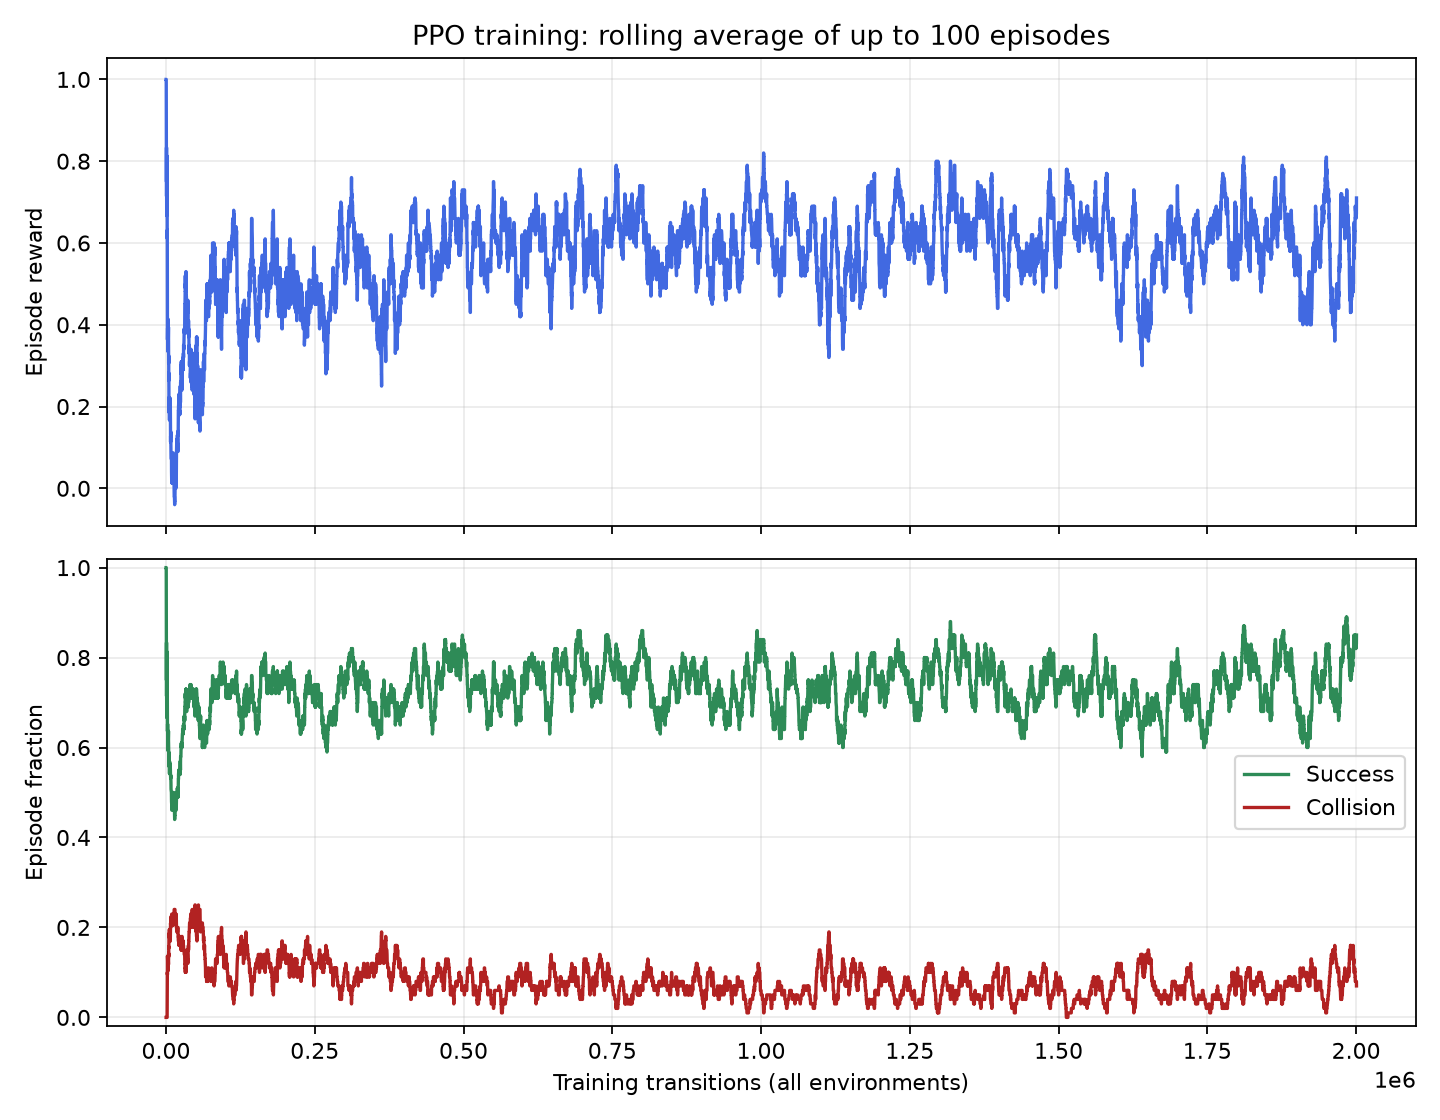 PPO training: rolling average of up to 100 episodes
1.0
0.8
0.6
0.4
0.2
0.0
Episode reward
1.0
0.8
0.6
0.4
0.2
0.0
Episode fraction
Success
Collision
0.00 0.25 0.50 0.75 1.00 1.25 1.50 1.75 2.00
1e6
Training transitions (all environments)